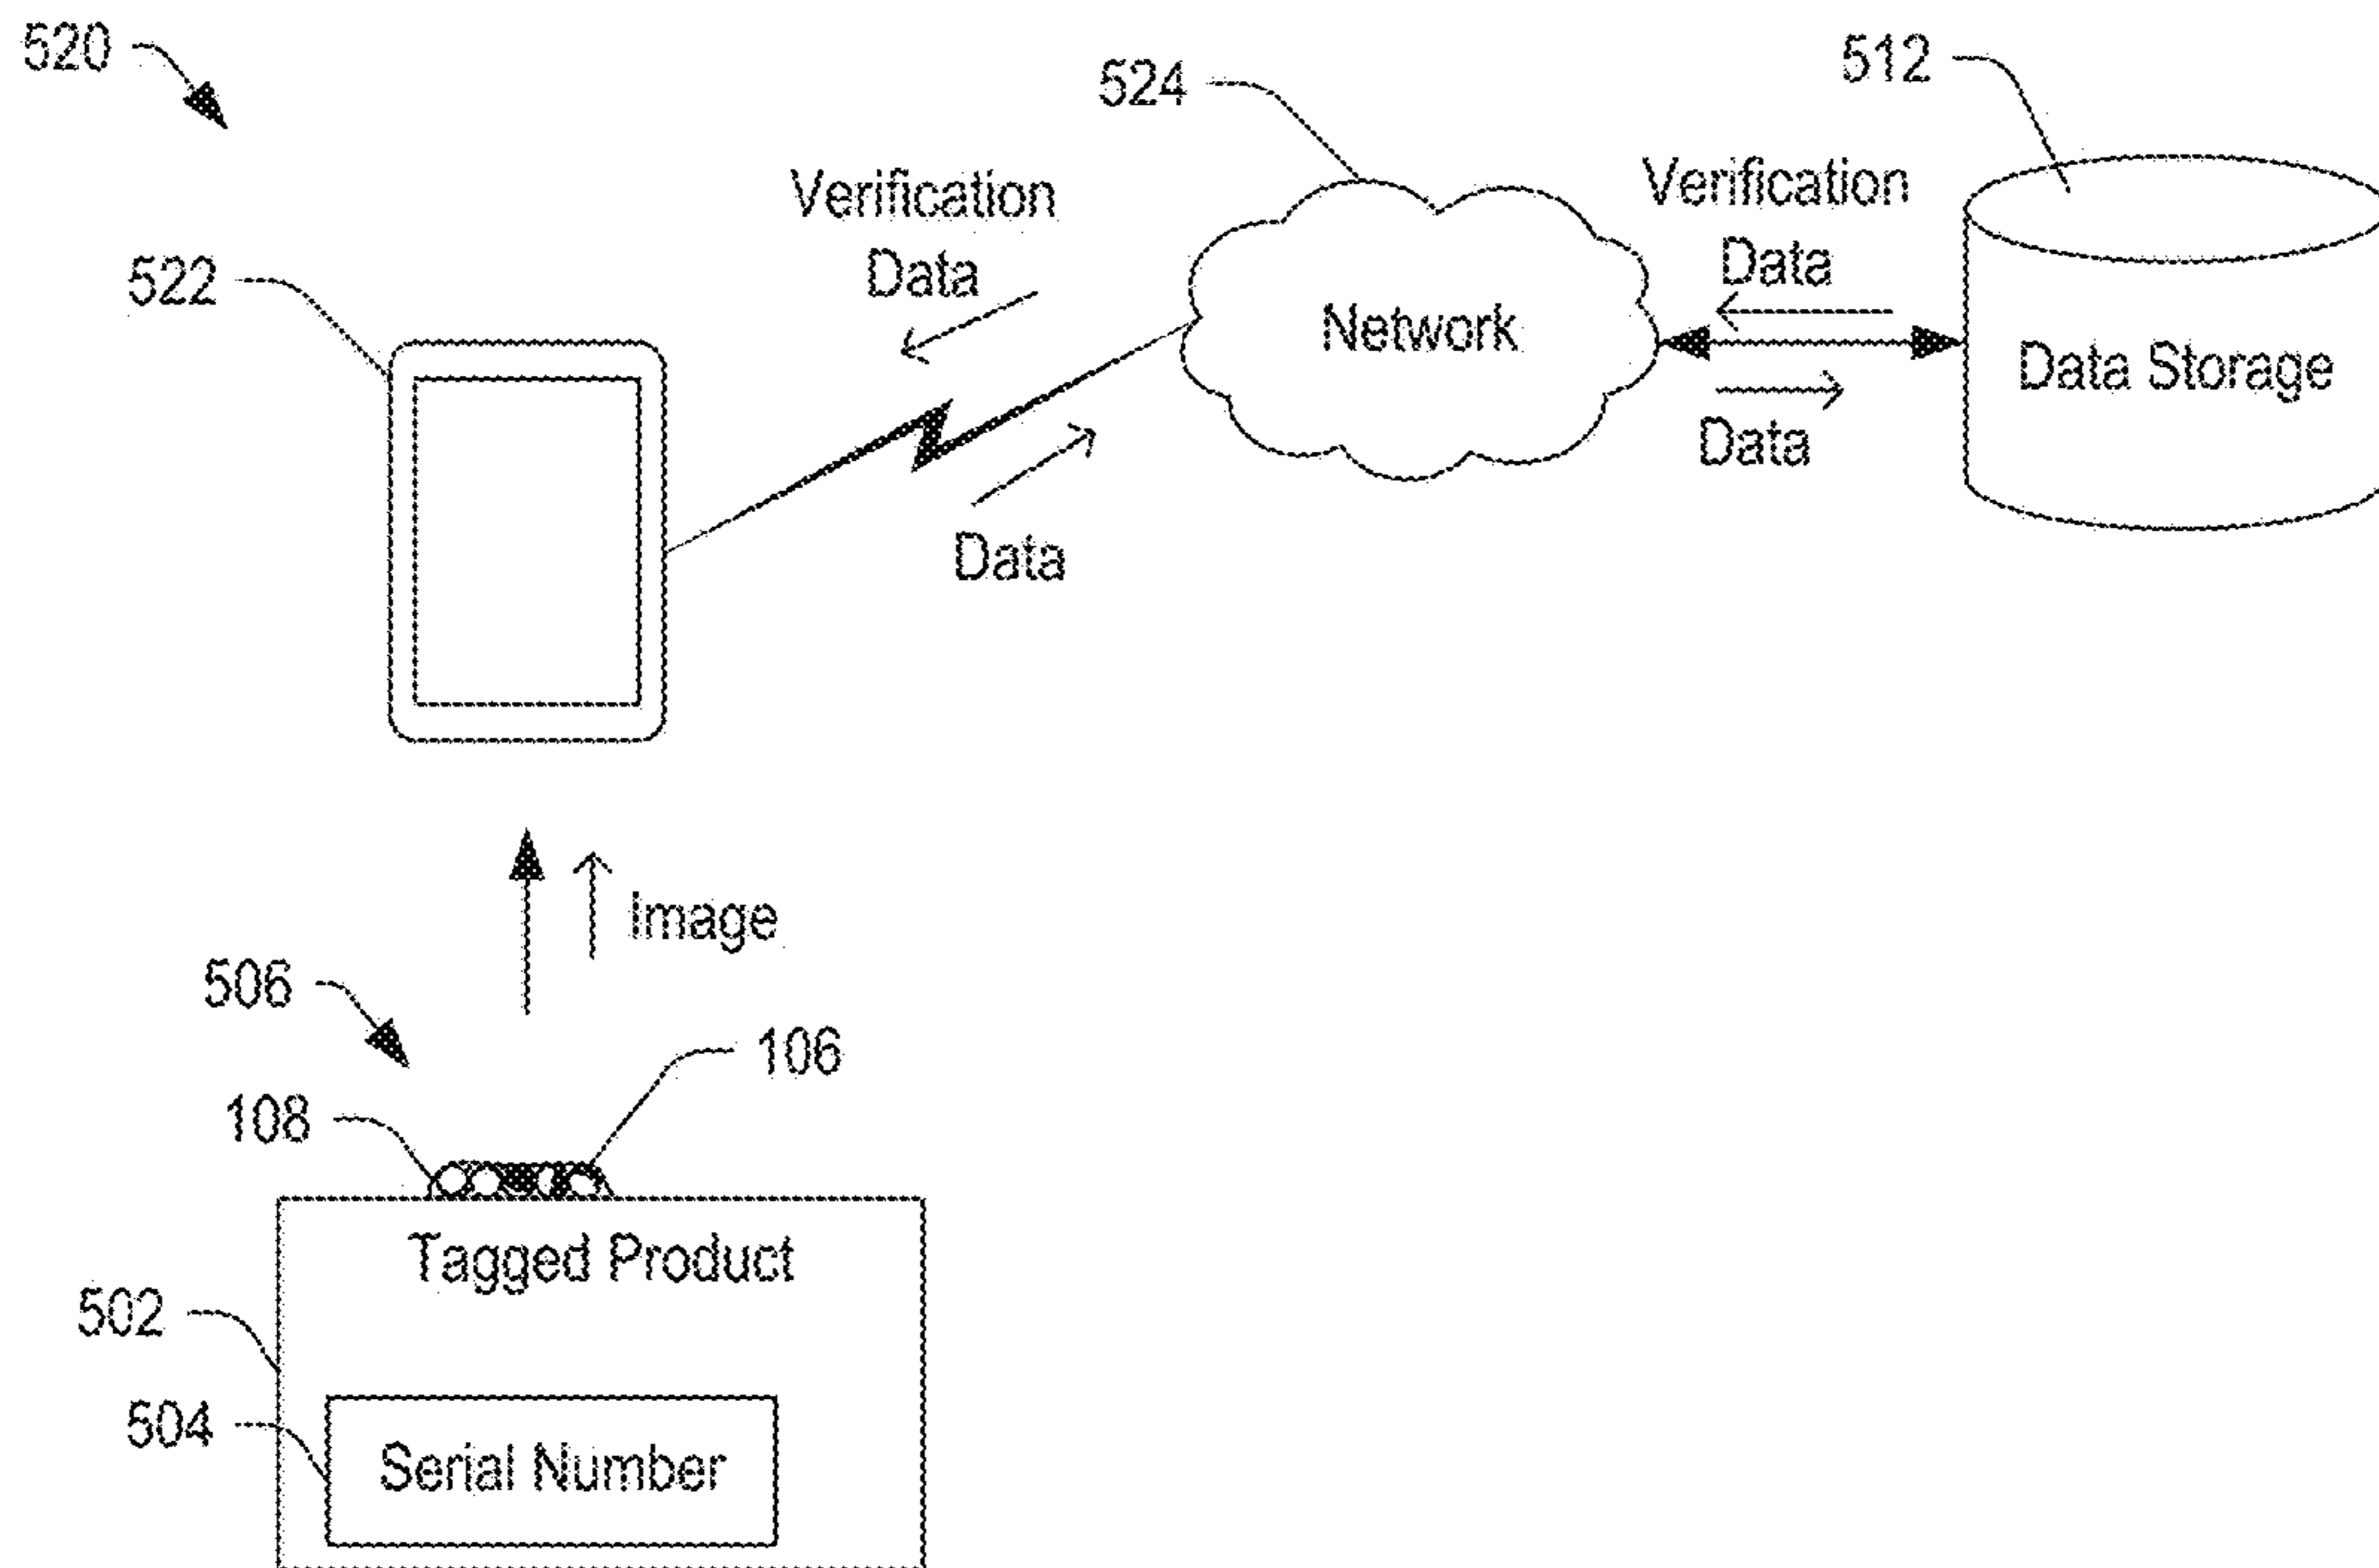 520
524
512
Verification
Data
Verification
Data
522
Network
Data Storage
Data
Data
Image
506
106
108
Tagged Product
502
504
Serial Number